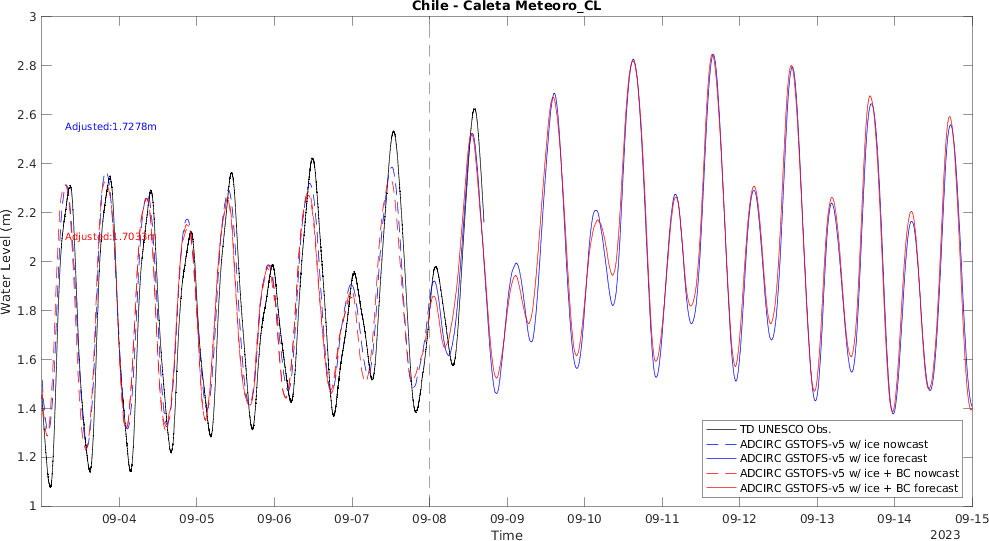 Chile - Caleta Meteoro_CL
3
2.8
2.6
2.4
2.2
2
1.8
1.6
1.4
1.2
1
Water Level (m)
Adjusted:1.7278m
Adjusted:1.7033m
TD UNESCO Obs.
ADCIRC GSTOFS-v5 w/ ice nowcast
ADCIRC GSTOFS-v5 w/ ice forecast
ADCIRC GSTOFS-v5 w/ ice + BC nowcast
ADCIRC GSTOFS-v5 w/ ice + BC forecast
09-04 09-05 09-06 09-07 09-08 09-09 09-10 09-11 09-12 09-13 09-14 09-15
Time
2023